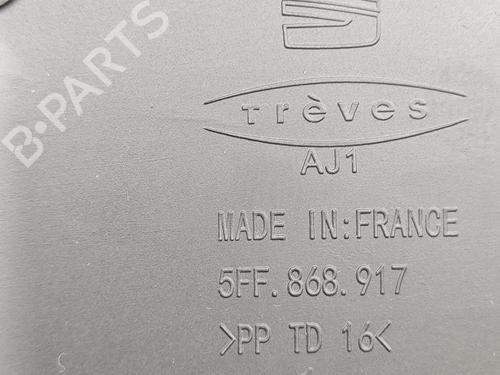 B-PARTS
Trèves
AJ1
MADE IN:FRANCE
5FF.868.917
>PP TD 16<